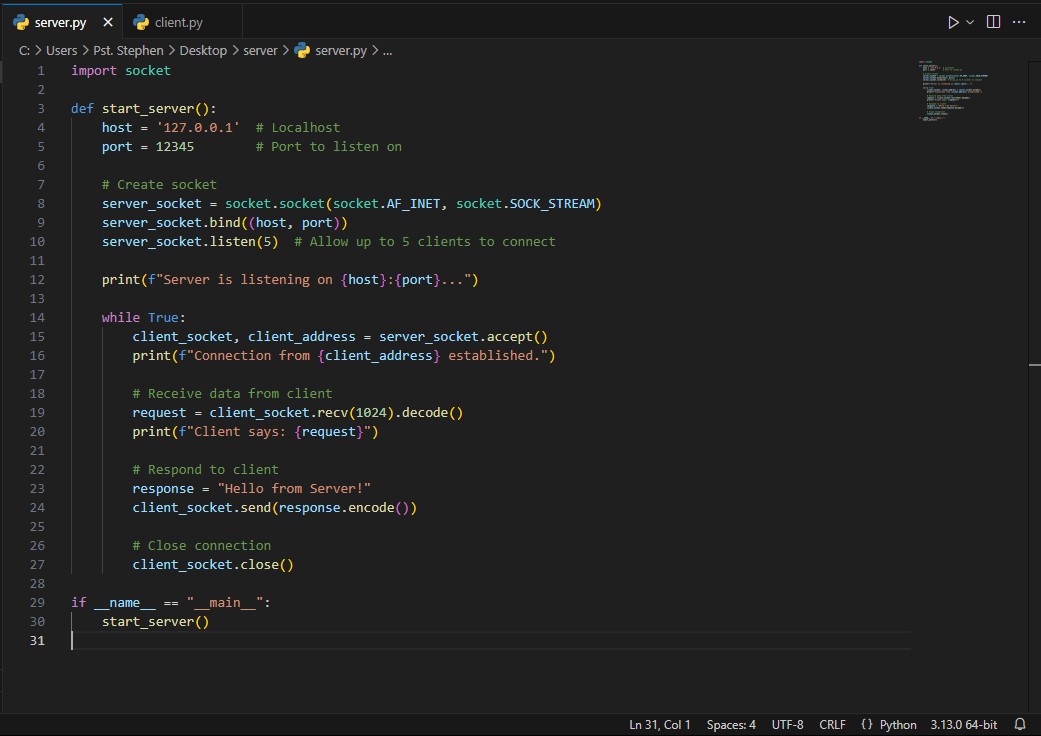 server.py
client.py
C: > Users > Pst. Stephen > Desktop > server > server.py > ...
1 import socket
2
3 def start_server():
4     host = '127.0.0.1'  # Localhost
5     port = 12345        # Port to listen on
6
7     # Create socket
8     server_socket = socket.socket(socket.AF_INET, socket.SOCK_STREAM)
9     server_socket.bind((host, port))
10     server_socket.listen(5)  # Allow up to 5 clients to connect
11
12     print(f"Server is listening on {host}:{port}...")
13
14     while True:
15         client_socket, client_address = server_socket.accept()
16         print(f"Connection from {client_address} established.")
17
18         # Receive data from client
19         request = client_socket.recv(1024).decode()
20         print(f"Client says: {request}")
21
22         # Respond to client
23         response = "Hello from Server!"
24         client_socket.send(response.encode())
25
26         # Close connection
27         client_socket.close()
28
29 if __name__ == "__main__":
30     start_server()
31
Ln 31, Col 1 Spaces: 4 UTF-8 CRLF {} Python 3.13.0 64-bit